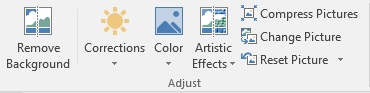 Remove
Background
Corrections
Color
Artistic
Effects
Compress Pictures
Change Picture
Reset Picture
Adjust